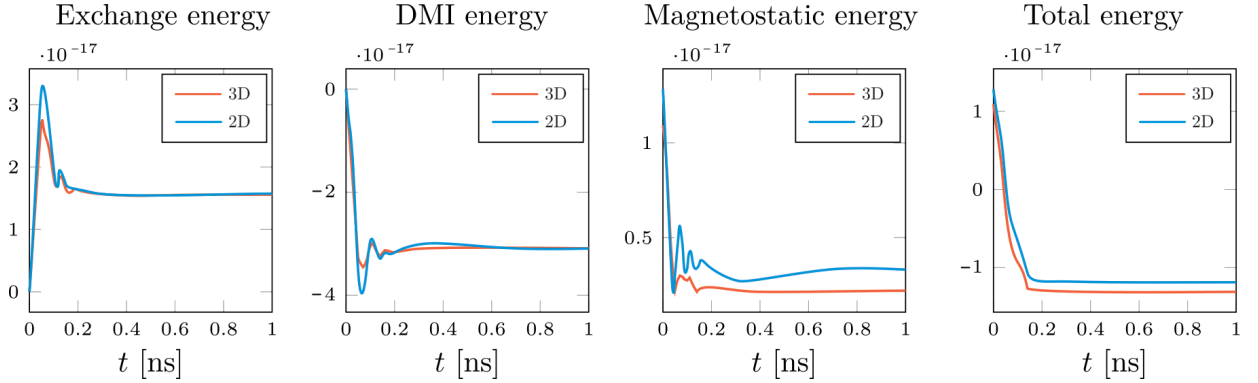 Exchange energy
·10⁻¹⁷
3D
2D
3
2
1
0
0 0.2 0.4 0.6 0.8 1
t [ns]
DMI energy
·10⁻¹⁷
3D
2D
0
−2
−4
0 0.2 0.4 0.6 0.8 1
t [ns]
Magnetostatic energy
·10⁻¹⁷
3D
2D
1
0.5
0 0.2 0.4 0.6 0.8 1
t [ns]
Total energy
·10⁻¹⁷
3D
2D
1
0
−1
0 0.2 0.4 0.6 0.8 1
t [ns]